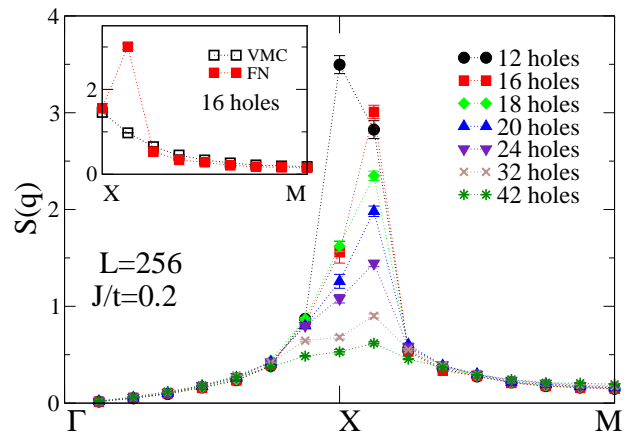 4
3
2
1
0
S(q)
2
0
X
M
VMC
FN
16 holes
12 holes
16 holes
18 holes
20 holes
24 holes
32 holes
42 holes
L=256
J/t=0.2
Γ
X
M